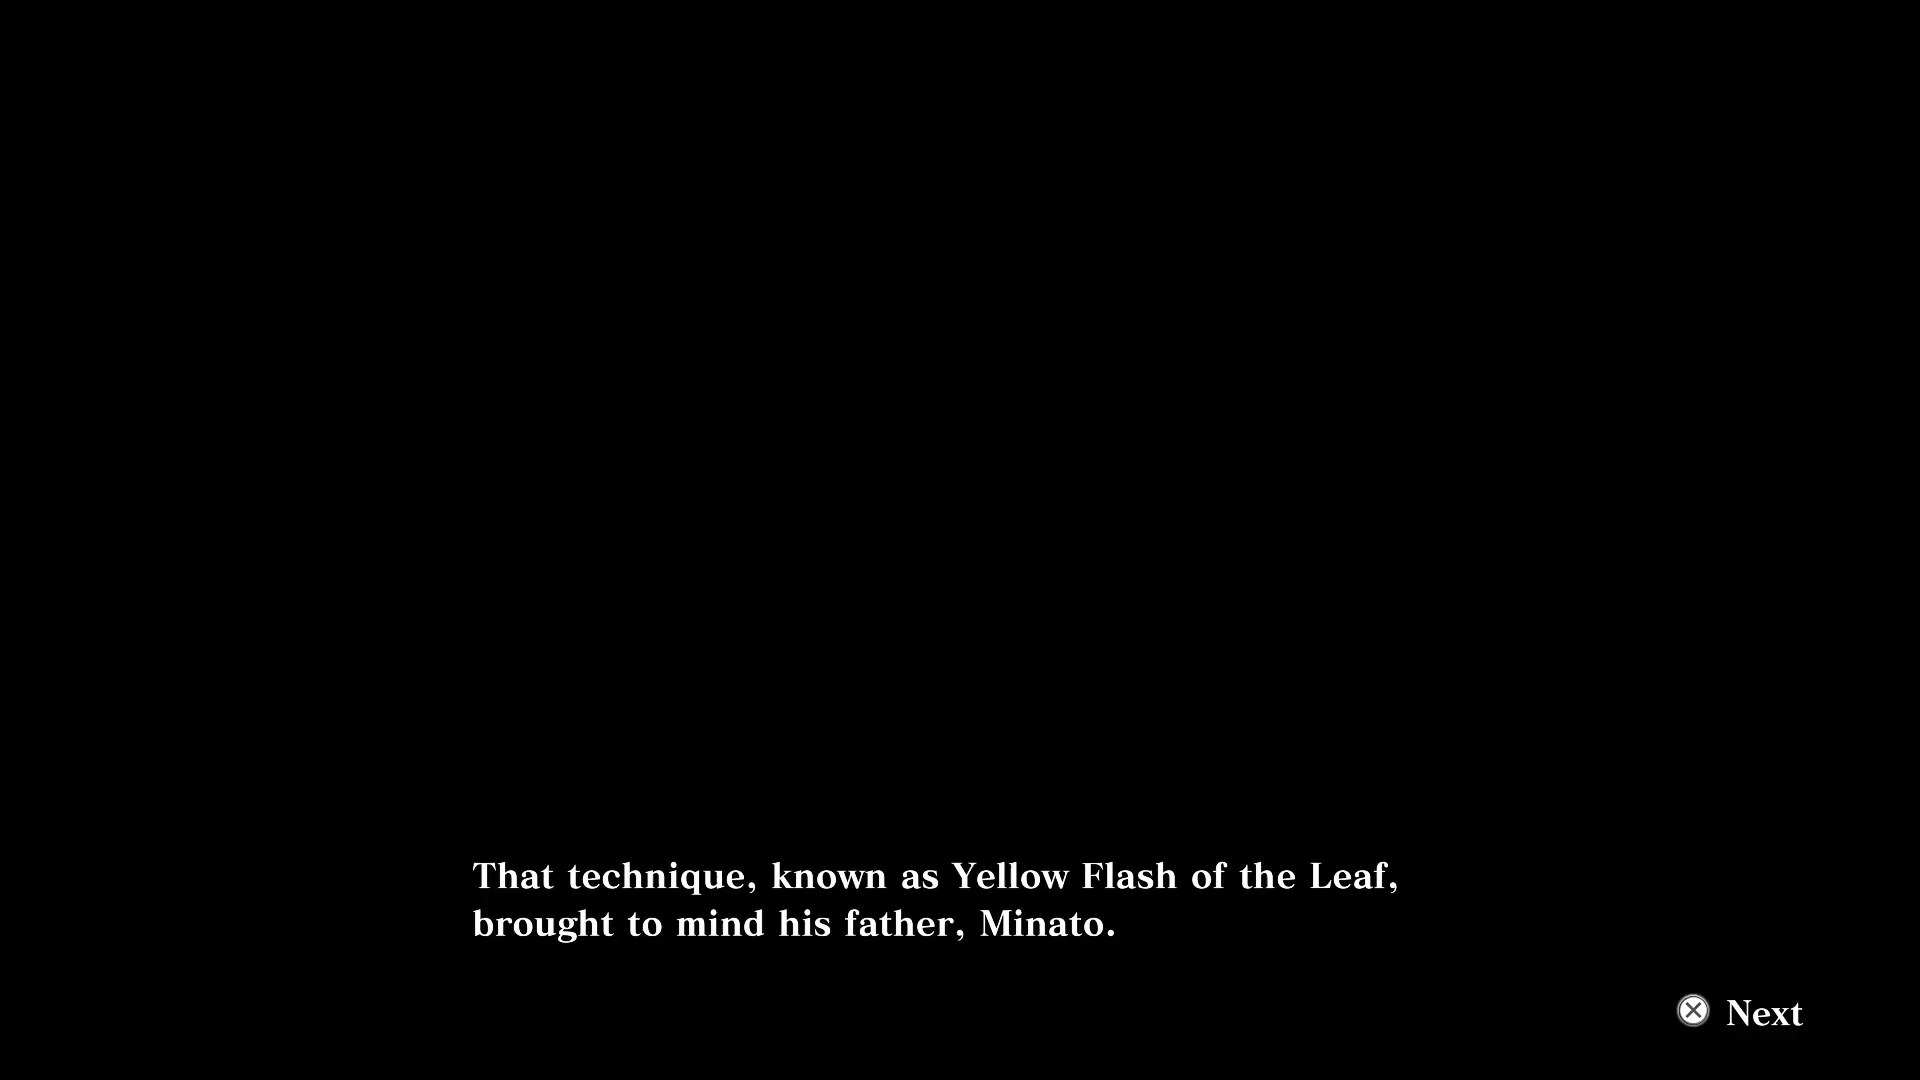 That technique, known as Yellow Flash of the Leaf,
brought to mind his father, Minato.
Next